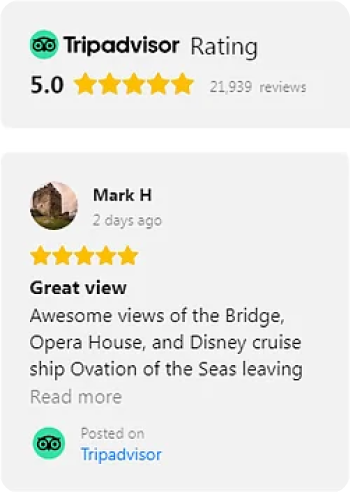 Tripadvisor Rating
5.0 21,939 reviews
Mark H
2 days ago
Great view
Awesome views of the Bridge,
Opera House, and Disney cruise
ship Ovation of the Seas leaving
Read more
Posted on
Tripadvisor